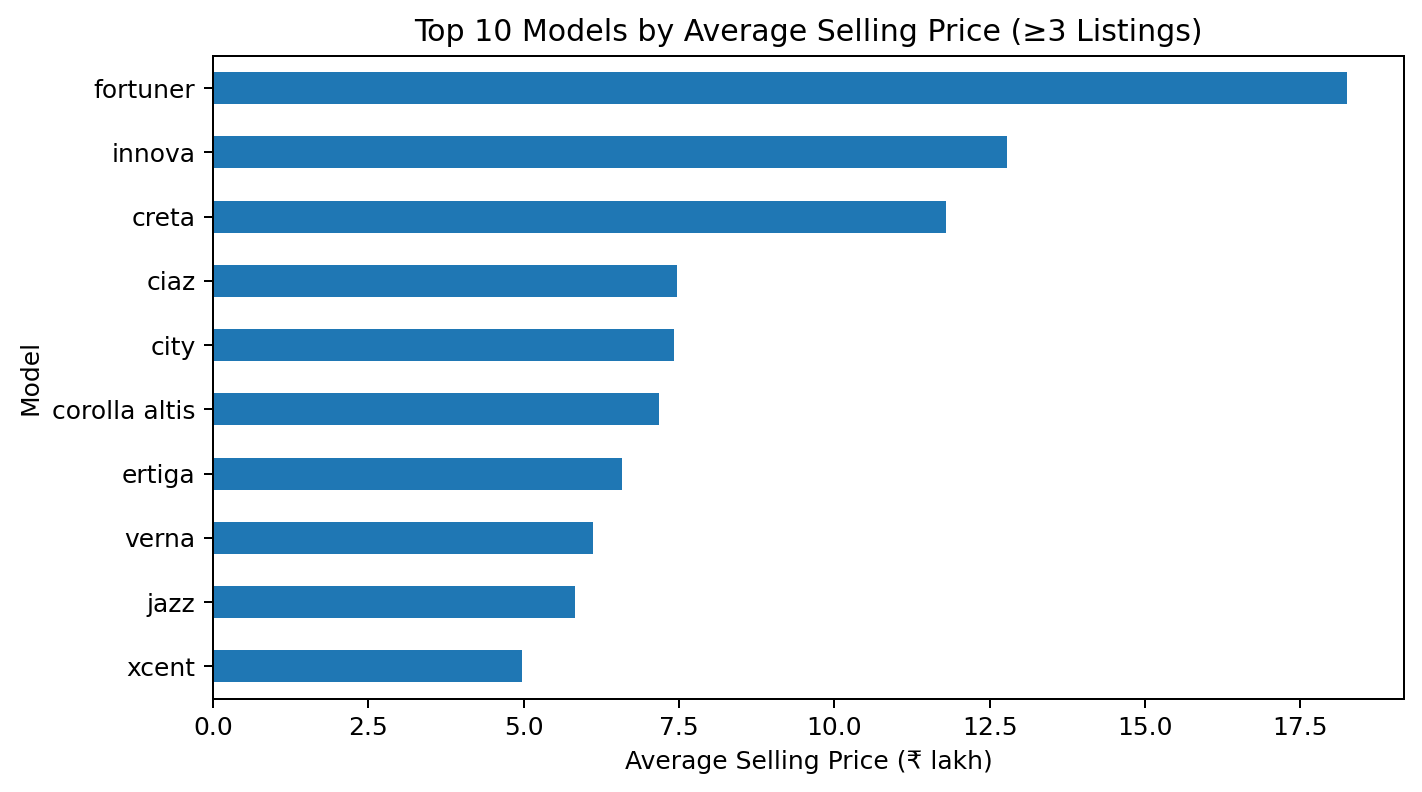 Top 10 Models by Average Selling Price (≥3 Listings)
fortuner
innova
creta
ciaz
city
corolla altis
ertiga
verna
jazz
xcent
Model
0.0 2.5 5.0 7.5 10.0 12.5 15.0 17.5
Average Selling Price (₹ lakh)